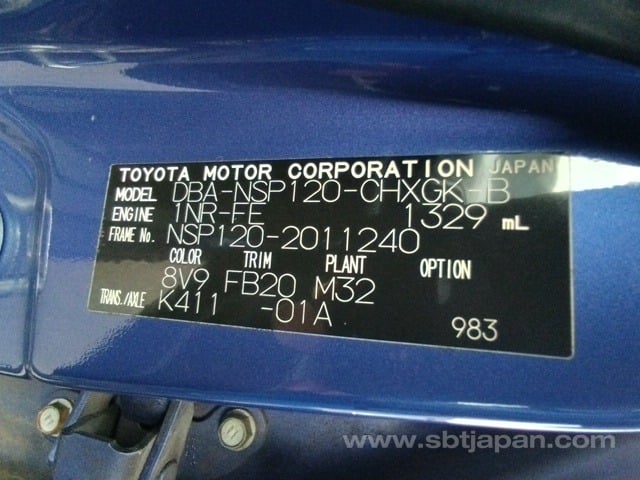 TOYOTA MOTOR CORPORATION JAPAN
MODEL DBA-NSP120-CHXGK-B
ENGINE 1NR-FE 1329 mL
FRAME No. NSP120-2011240
COLOR TRIM PLANT OPTION
8V9 FB20 M32
TRANS./AXLE K411 -01A
983
www.sbtjapan.com